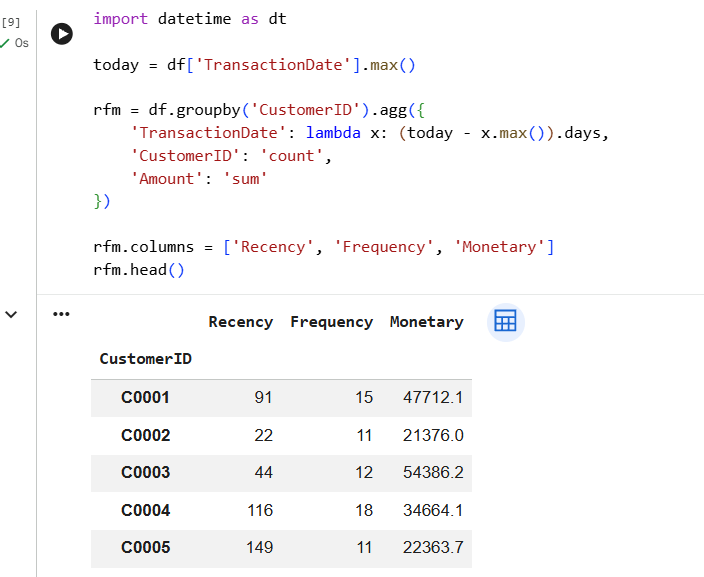 [9]
0s
import datetime as dt
today = df['TransactionDate'].max()
rfm = df.groupby('CustomerID').agg({
    'TransactionDate': lambda x: (today - x.max()).days,
    'CustomerID': 'count',
    'Amount': 'sum'
})
rfm.columns = ['Recency', 'Frequency', 'Monetary']
rfm.head()
Recency Frequency Monetary
CustomerID
C0001 91 15 47712.1
C0002 22 11 21376.0
C0003 44 12 54386.2
C0004 116 18 34664.1
C0005 149 11 22363.7